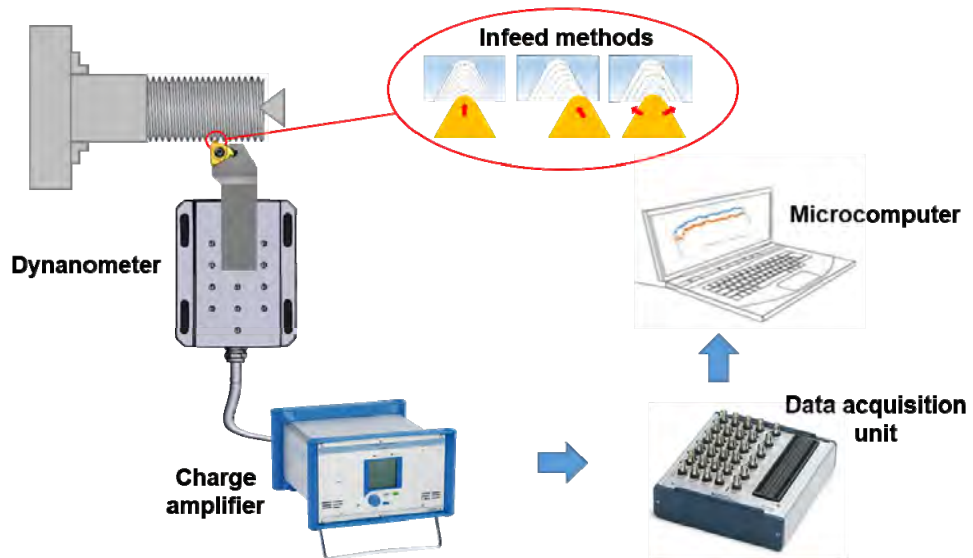 Infeed methods
Microcomputer
Dynanometer
Data acquisition
unit
Charge
amplifier